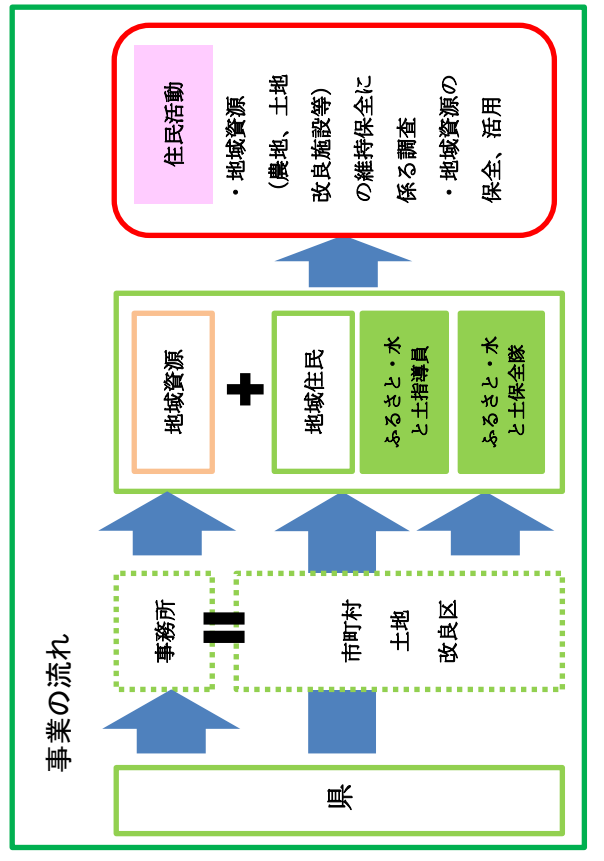 事業の流れ
県
事務所
市町村
土地
改良区
地域資源
地域住民
ふるさと・水
と土指導員
ふるさと・水
と土保全隊
住民活動
・地域資源
（農地、土地
改良施設等）
の維持保全に
係る調査
・地域資源の
保全、活用